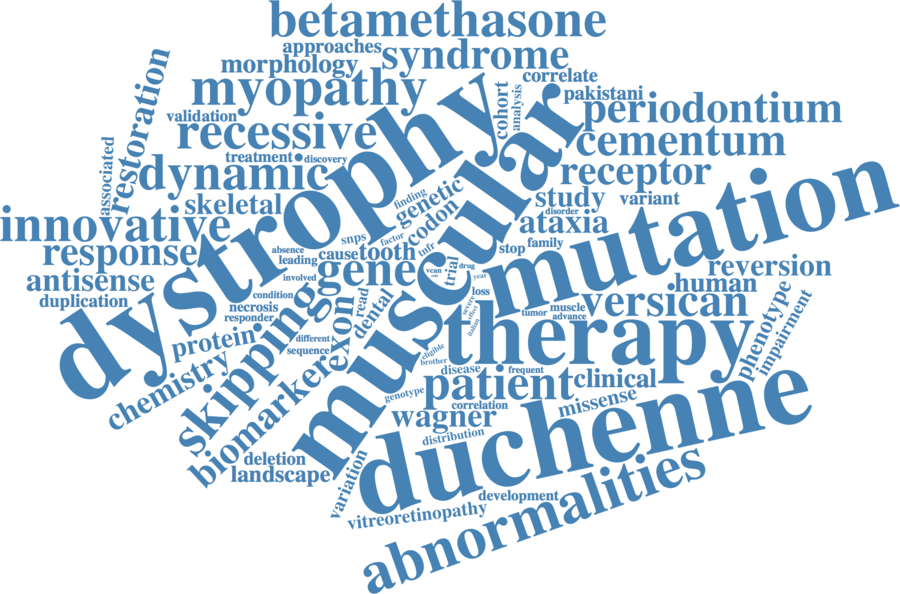 betamethasone
approaches
syndrome
morphology
correlate
myopathy
pakistani
cohort
analysis
periodontium
restoration
validation
recessive
cementum
associated
treatment
discovery
dynamic
receptor
dystrophy
muscular
mutation
finding
genetic
study
variant
skeletal
disorder
innovative
codon
ataxia
snps
factor
tnfr
stop
family
response
absence
leading
cause
tooth
gene
trial
drug
year
vcan
reversion
antisense
involved
human
duplication
condition
loss
severe
effect
italian
versican
muscle
tumor
advance
necrosis
responder
read
dental
exon
skipping
protein
different
sequence
therapy
phenotype
impairment
chemistry
biomarker
eligible
brother
disease
frequent
patient
clinical
genotype
correlation
missense
wagner
distribution
duchenne
deletion
landscape
variation
development
vitreoretinopathy
abnormalities